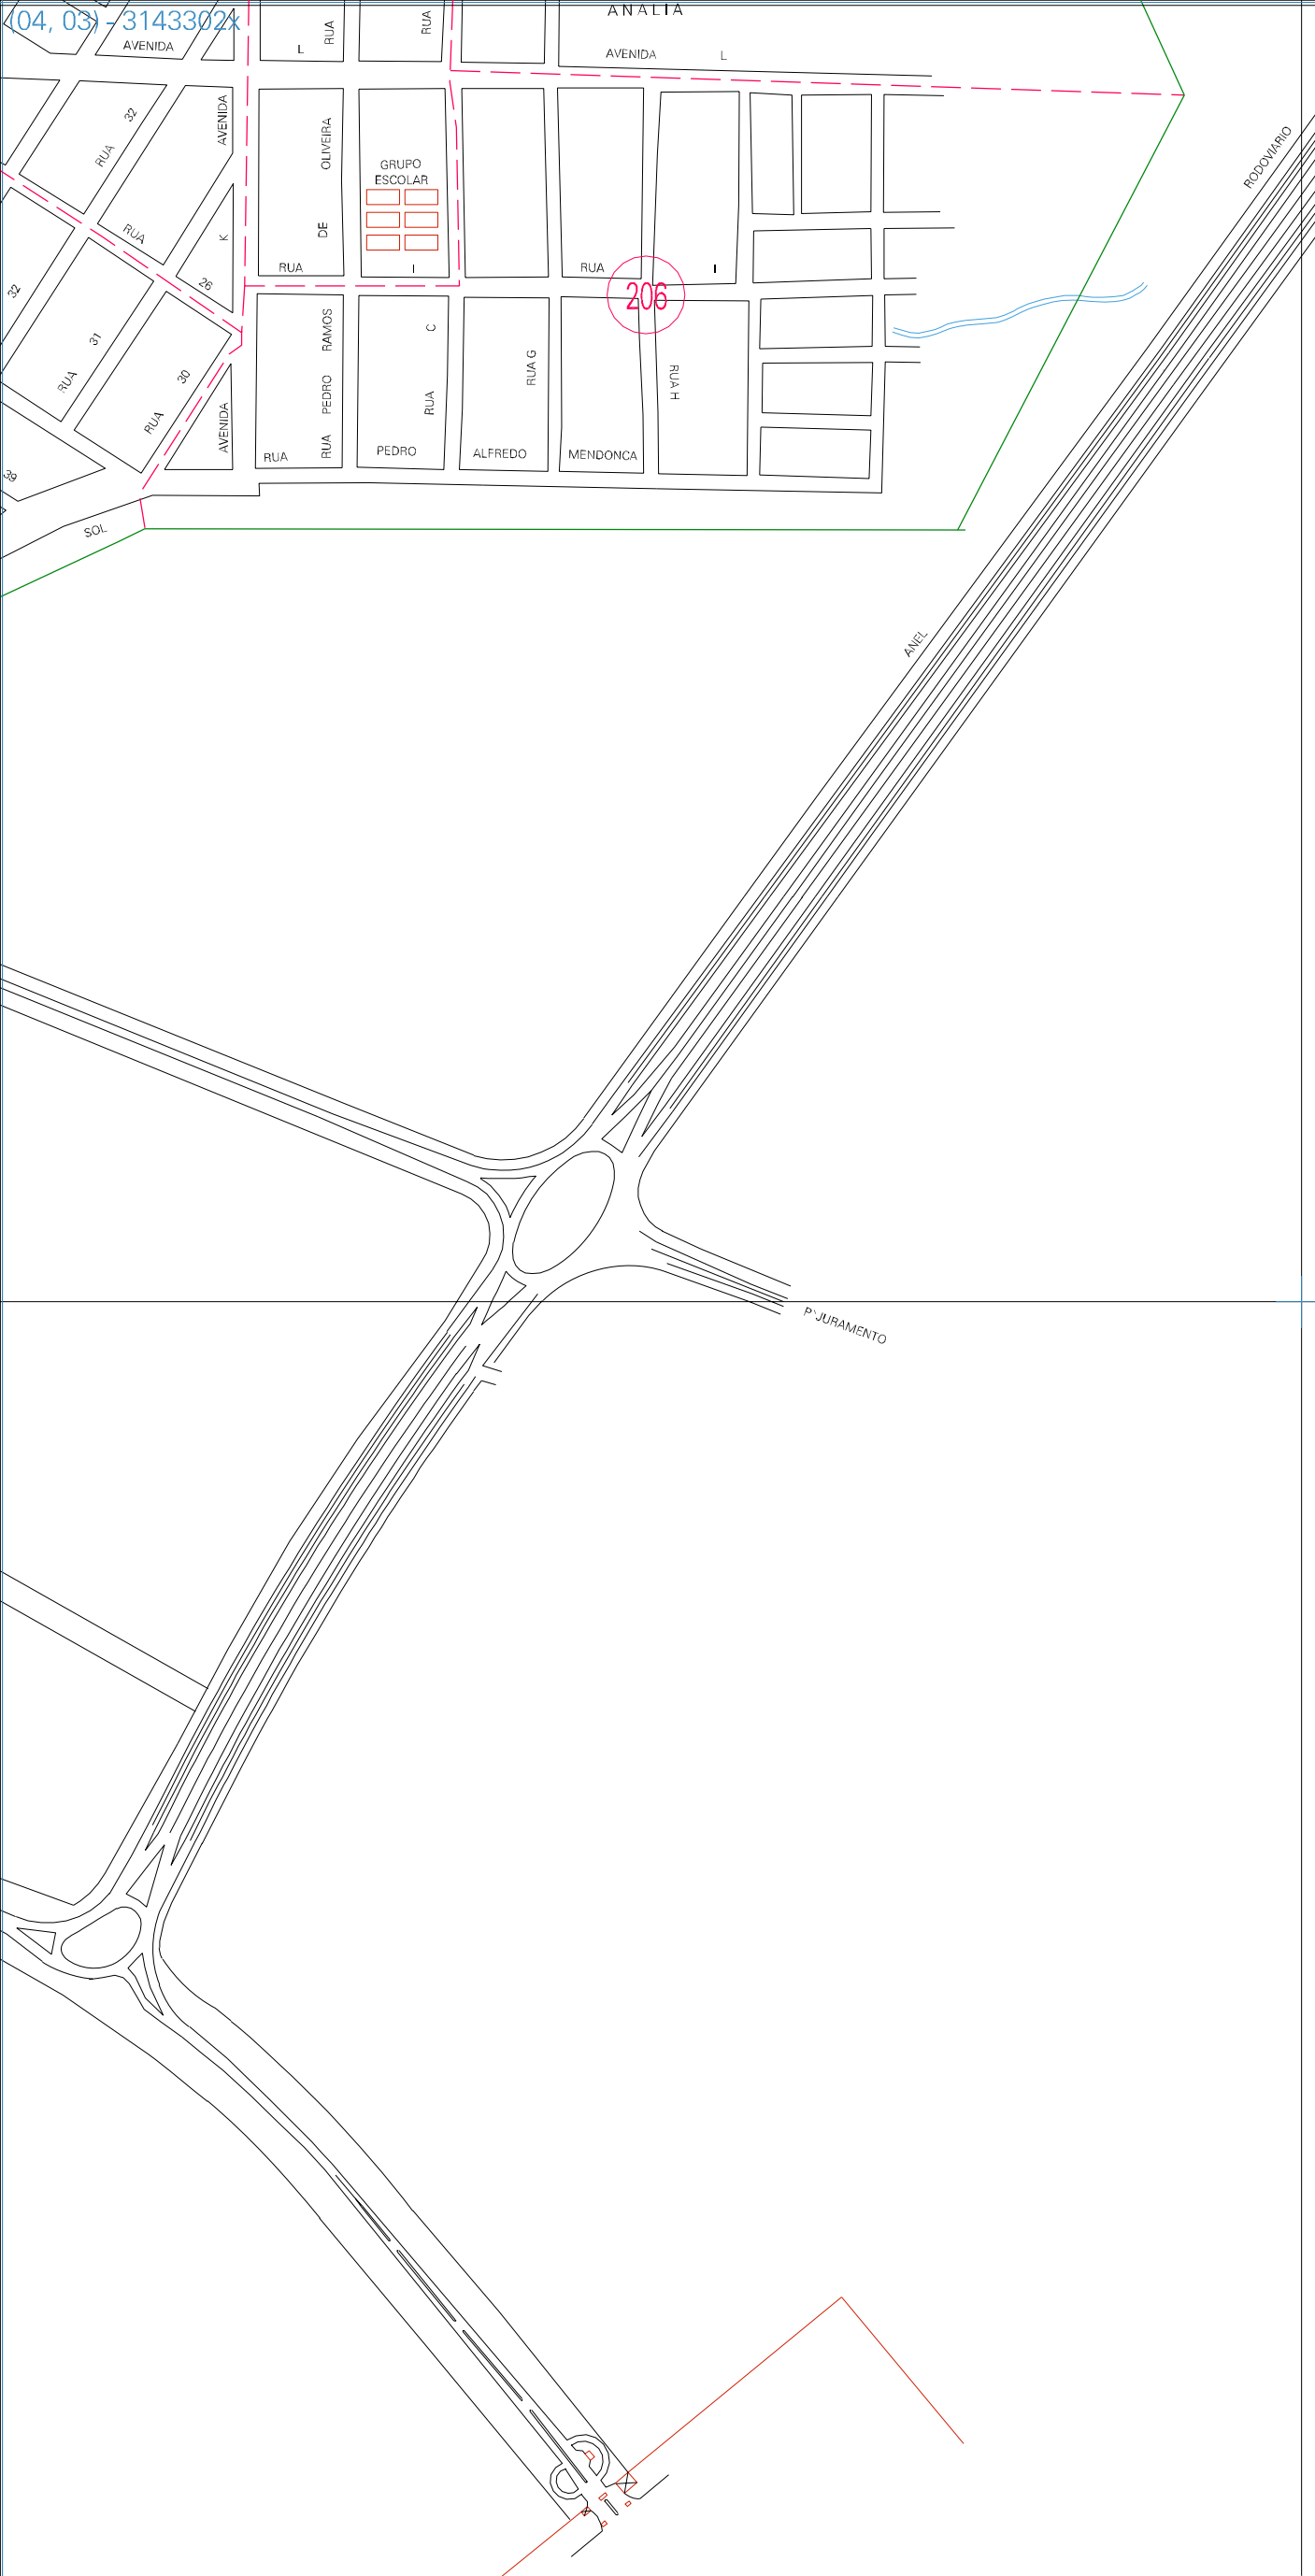 (04, 03) - 3143302x
ANALIA
AVENIDA
L
RUA
RUA
AVENIDA
L
RUA
32
AVENIDA
OLIVEIRA
DE
GRUPO
ESCOLAR
RODOVIARIO
RUA
K
26
RUA
I
RUA
I
206
32
RUA
31
30
RUA
AVENIDA
RUA
PEDRO
RAMOS
RUA
C
RUA G
RUA H
RUA
PEDRO
ALFREDO
MENDONCA
39
SOL
ANEL
P\JURAMENTO